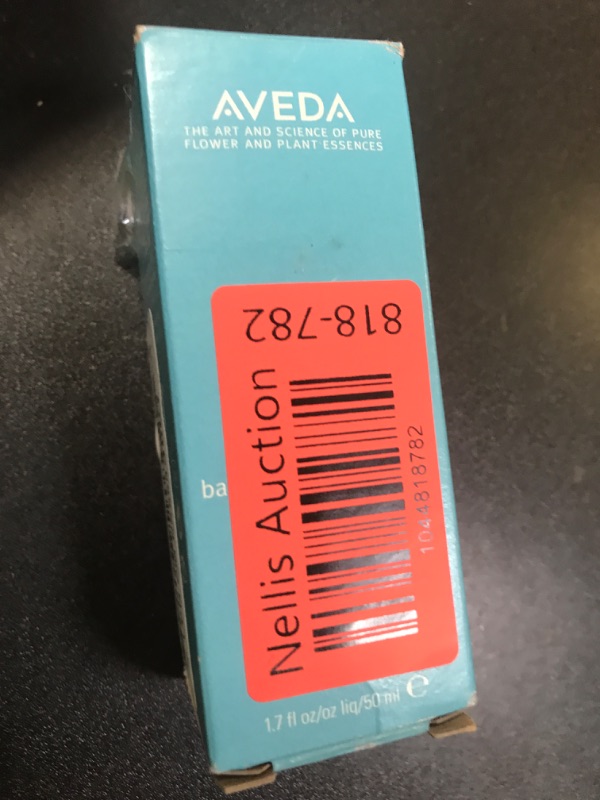 AVEDA
THE ART AND SCIENCE OF PURE
FLOWER AND PLANT ESSENCES
818-782
Nellis Auction
1044818782
ba
1.7 fl oz/oz liq/50 ml e